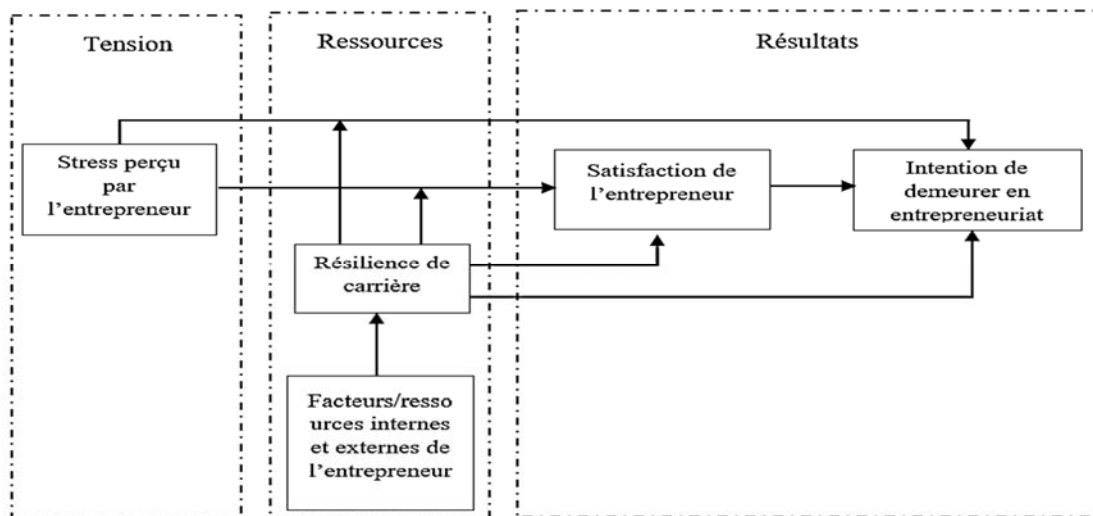 Tension
Ressources
Résultats
Stress perçu
par
l'entrepreneur
Satisfaction de
l'entrepreneur
Intention de
demeurer en
entrepreneuriat
Résilience de
carrière
Facteurs/resso
urces internes
et externes de
l'entrepreneur